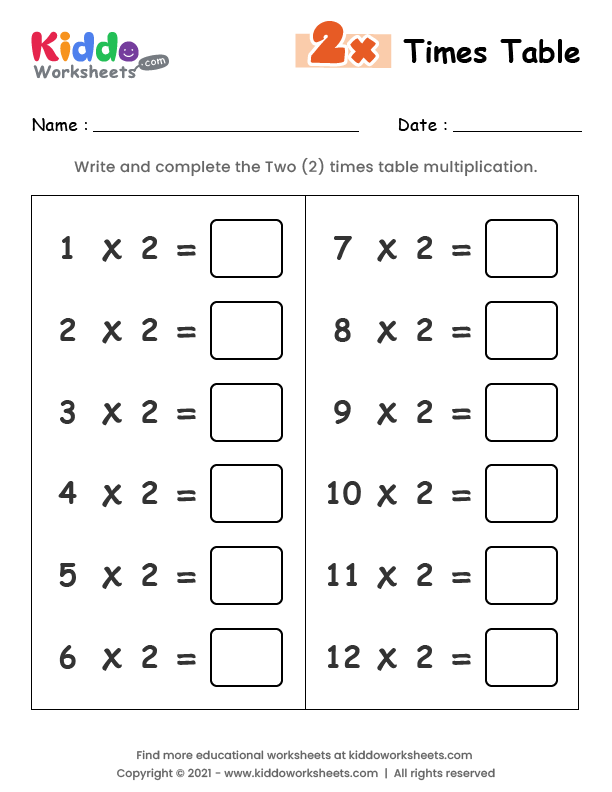 Kiddo
Worksheets
.com
2x Times Table
Name : Date :
Write and complete the Two (2) times table multiplication.
1 x 2 =
2 x 2 =
3 x 2 =
4 x 2 =
5 x 2 =
6 x 2 =
7 x 2 =
8 x 2 =
9 x 2 =
10 x 2 =
11 x 2 =
12 x 2 =
Find more educational worksheets at kiddoworksheets.com
Copyright © 2021 - www.kiddoworksheets.com | All rights reserved